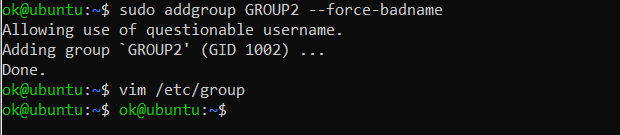 ok@ubuntu:~$ sudo addgroup GROUP2 --force-badname
Allowing use of questionable username.
Adding group `GROUP2' (GID 1002) ...
Done.
ok@ubuntu:~$ vim /etc/group
ok@ubuntu:~$ ok@ubuntu:~$